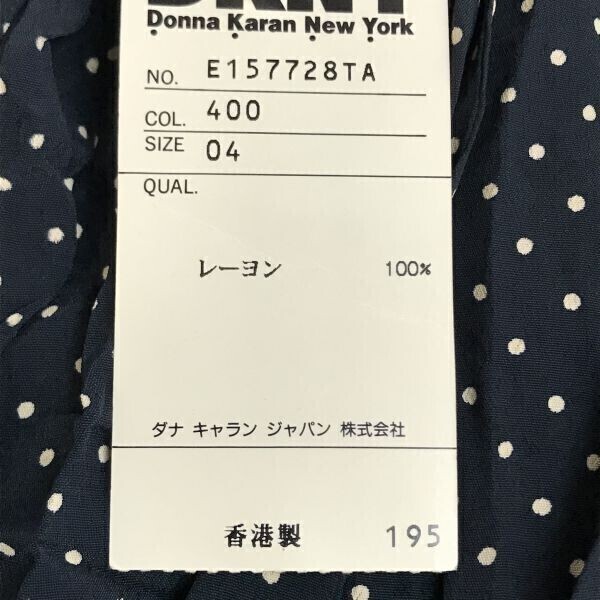 DKNY
Donna Karan New York
NO. E157728TA
COL. 400
SIZE 04
QUAL.
レーヨン 100%
ダナ キャラン ジャパン 株式会社
香港製 195